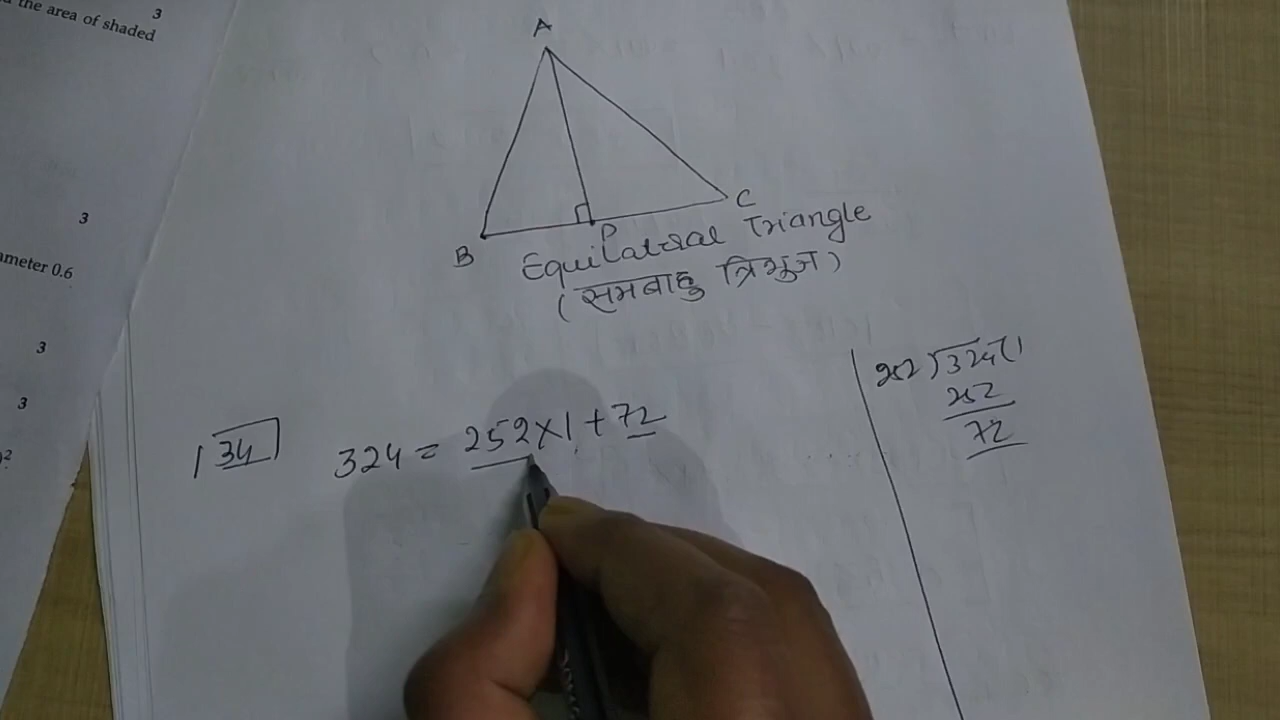 the area of shaded
3
3
ameter 0.6
3
3
2
A
B
P
C
Equilateral Triangle
(समबाहु त्रिभुज)
34
324 = 252×1 + 72
252)324(1
252
72